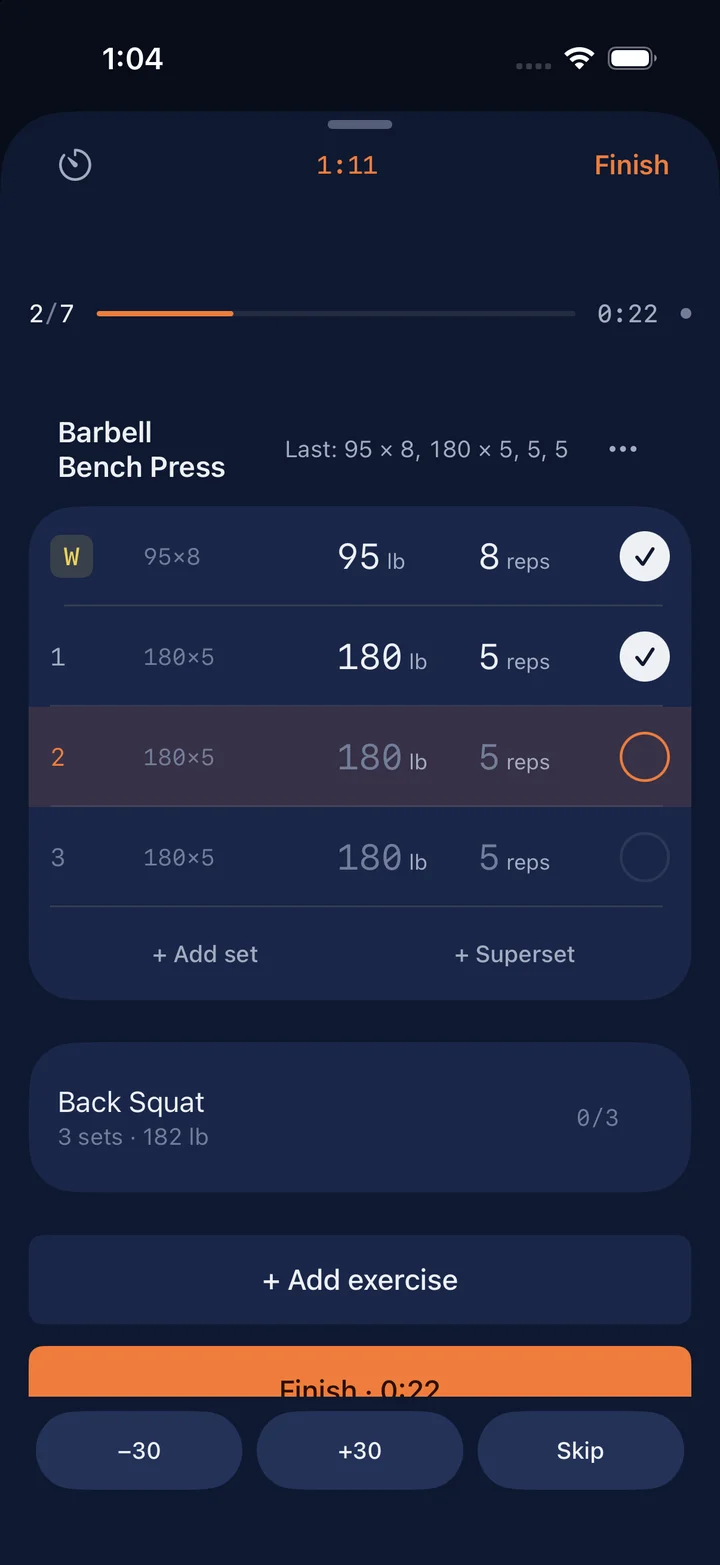 1:04
1:11
Finish
2/7
0:22
Barbell
Bench Press
Last: 95 × 8, 180 × 5, 5, 5
W 95×8 95 lb 8 reps
1 180×5 180 lb 5 reps
2 180×5 180 lb 5 reps
3 180×5 180 lb 5 reps
+ Add set
+ Superset
Back Squat
3 sets · 182 lb
0/3
+ Add exercise
Finish · 0:22
−30
+30
Skip